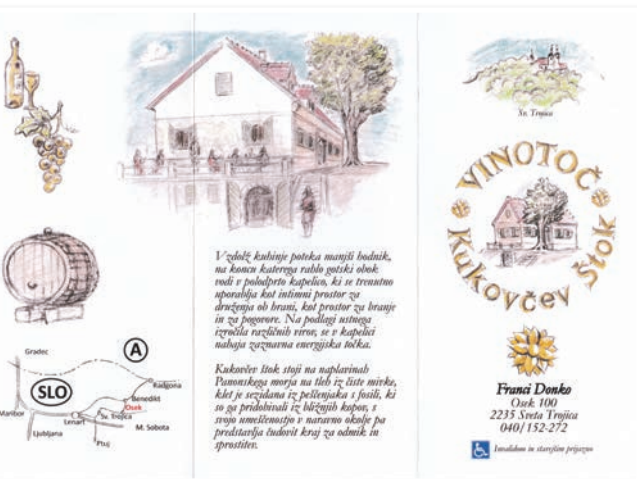 Vzdolž kuhinje poteka manjši hodnik,
na koncu katerega rahlo gotski obok
vodi v polodprto kapelico, ki se trenutno
uporablja kot intimni prostor za
druženja ob hrani, kot prostor za branje
in za pogovore. Na podlagi ustnega
izročila različnih virov, se v kapelici
nahaja zaznavna energijska točka.
Kukovčev štok stoji na naplavinah
Panonskega morja na tleh iz čiste mivke,
klet je sezidana iz peščenjaka s fosili, ki
so ga pridobivali iz bližnjih kopov, s
svojo umeščenostjo v naravno okolje pa
predstavlja čudovit kraj za odmik in
sprostitev.
Gradec
A
SLO
Radgona
Benedikt
Osek
Maribor
Sv. Trojica
Lenart
M. Sobota
Ljubljana
Ptuj
Sv. Trojica
VINOTOČ
Kukovčev Štok
Franci Donko
Osek 100
2235 Sveta Trojica
040/152-272
Invalidom in starejšim prijazno